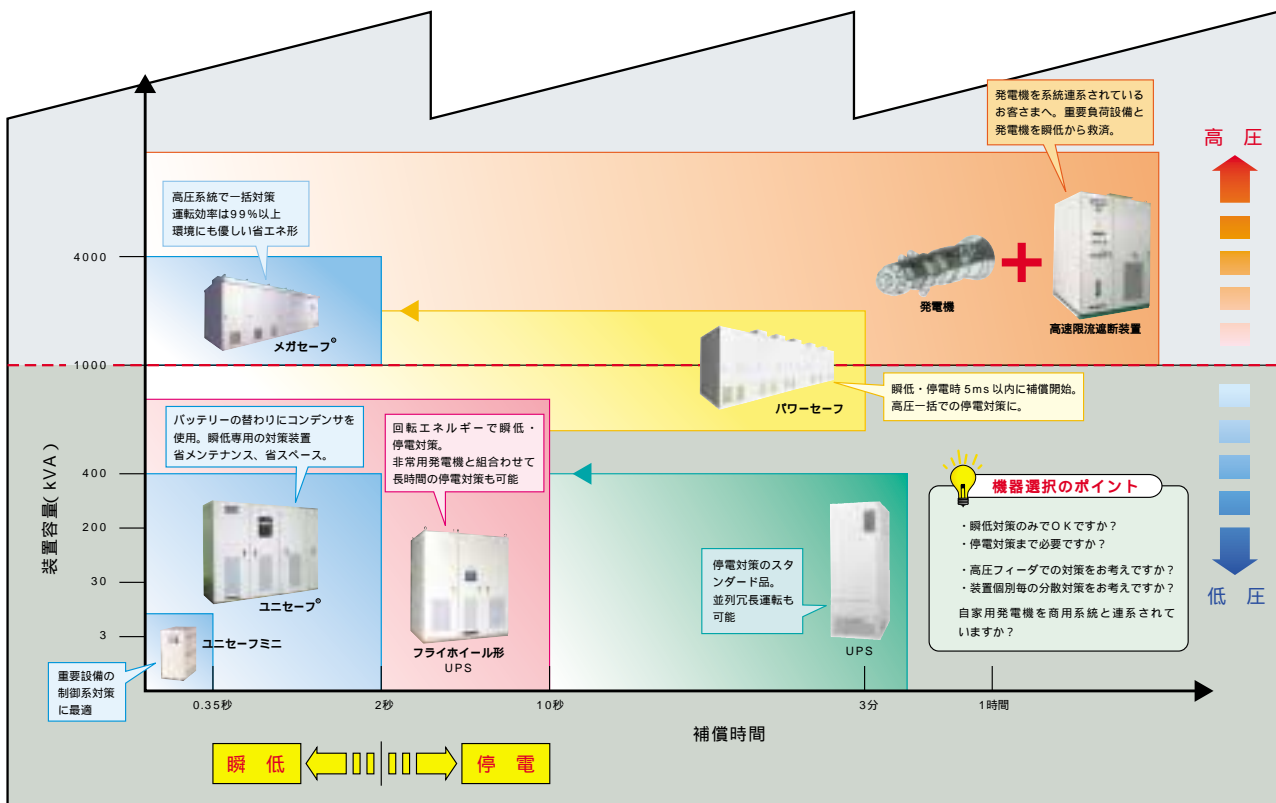 発電機を系統連系されている
お客さまへ。重要負荷設備と
発電機を瞬低から救済。
高 圧
高圧系統で一括対策
運転効率は99%以上
環境にも優しい省エネ形
4000
メガセーフ®
発電機
高速限流遮断装置
1000
パワーセーフ
瞬低・停電時5ms以内に補償開始。
高圧一括での停電対策に。
バッテリーの替わりにコンデンサを
使用。瞬低専用の対策装置
省メンテナンス、省スペース。
回転エネルギーで瞬低・
停電対策。
非常用発電機と組合わせて
長時間の停電対策も可能
装置容量(kVA)
400
200
30
3
ユニセーフ®
ユニセーフミニ
フライホイール形
UPS
停電対策のスタ
ンダード品。
並列冗長運転も
可能
UPS
機器選択のポイント
・瞬低対策のみでOKですか?
・停電対策まで必要ですか?
・高圧フィーダでの対策をお考えですか?
・装置個別毎の分散対策をお考えですか?
自家用発電機を商用系統と連系されて
いますか?
低 圧
重要設備の
制御系対策
に最適
0.35秒
2秒
10秒
3分
1時間
補償時間
瞬 低
停 電